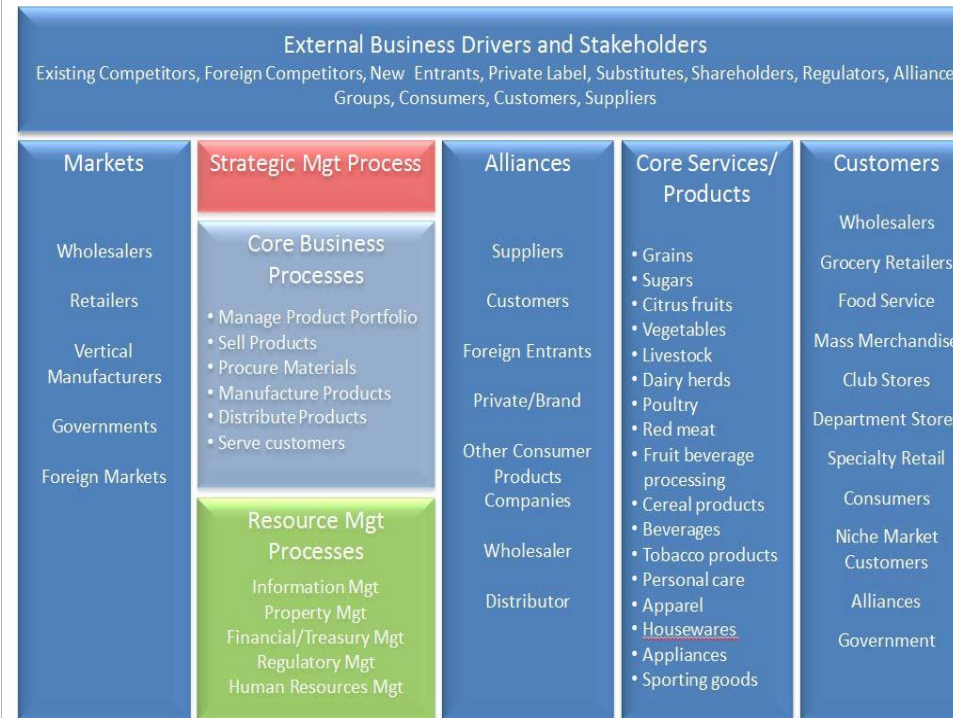 External Business Drivers and Stakeholders
Existing Competitors, Foreign Competitors, New Entrants, Private Label, Substitutes, Shareholders, Regulators, Alliance
Groups, Consumers, Customers, Suppliers
Markets
Wholesalers
Retailers
Vertical
Manufacturers
Governments
Foreign Markets
Strategic Mgt Process
Core Business
Processes
• Manage Product Portfolio
• Sell Products
• Procure Materials
• Manufacture Products
• Distribute Products
• Serve customers
Resource Mgt
Processes
Information Mgt
Property Mgt
Financial/Treasury Mgt
Regulatory Mgt
Human Resources Mgt
Alliances
Suppliers
Customers
Foreign Entrants
Private/Brand
Other Consumer
Products
Companies
Wholesaler
Distributor
Core Services/
Products
• Grains
• Sugars
• Citrus fruits
• Vegetables
• Livestock
• Dairy herds
• Poultry
• Red meat
• Fruit beverage
processing
• Cereal products
• Beverages
• Tobacco products
• Personal care
• Apparel
• Housewares
• Appliances
• Sporting goods
Customers
Wholesalers
Grocery Retailers
Food Service
Mass Merchandise
Club Stores
Department Store
Specialty Retail
Consumers
Niche Market
Customers
Alliances
Government